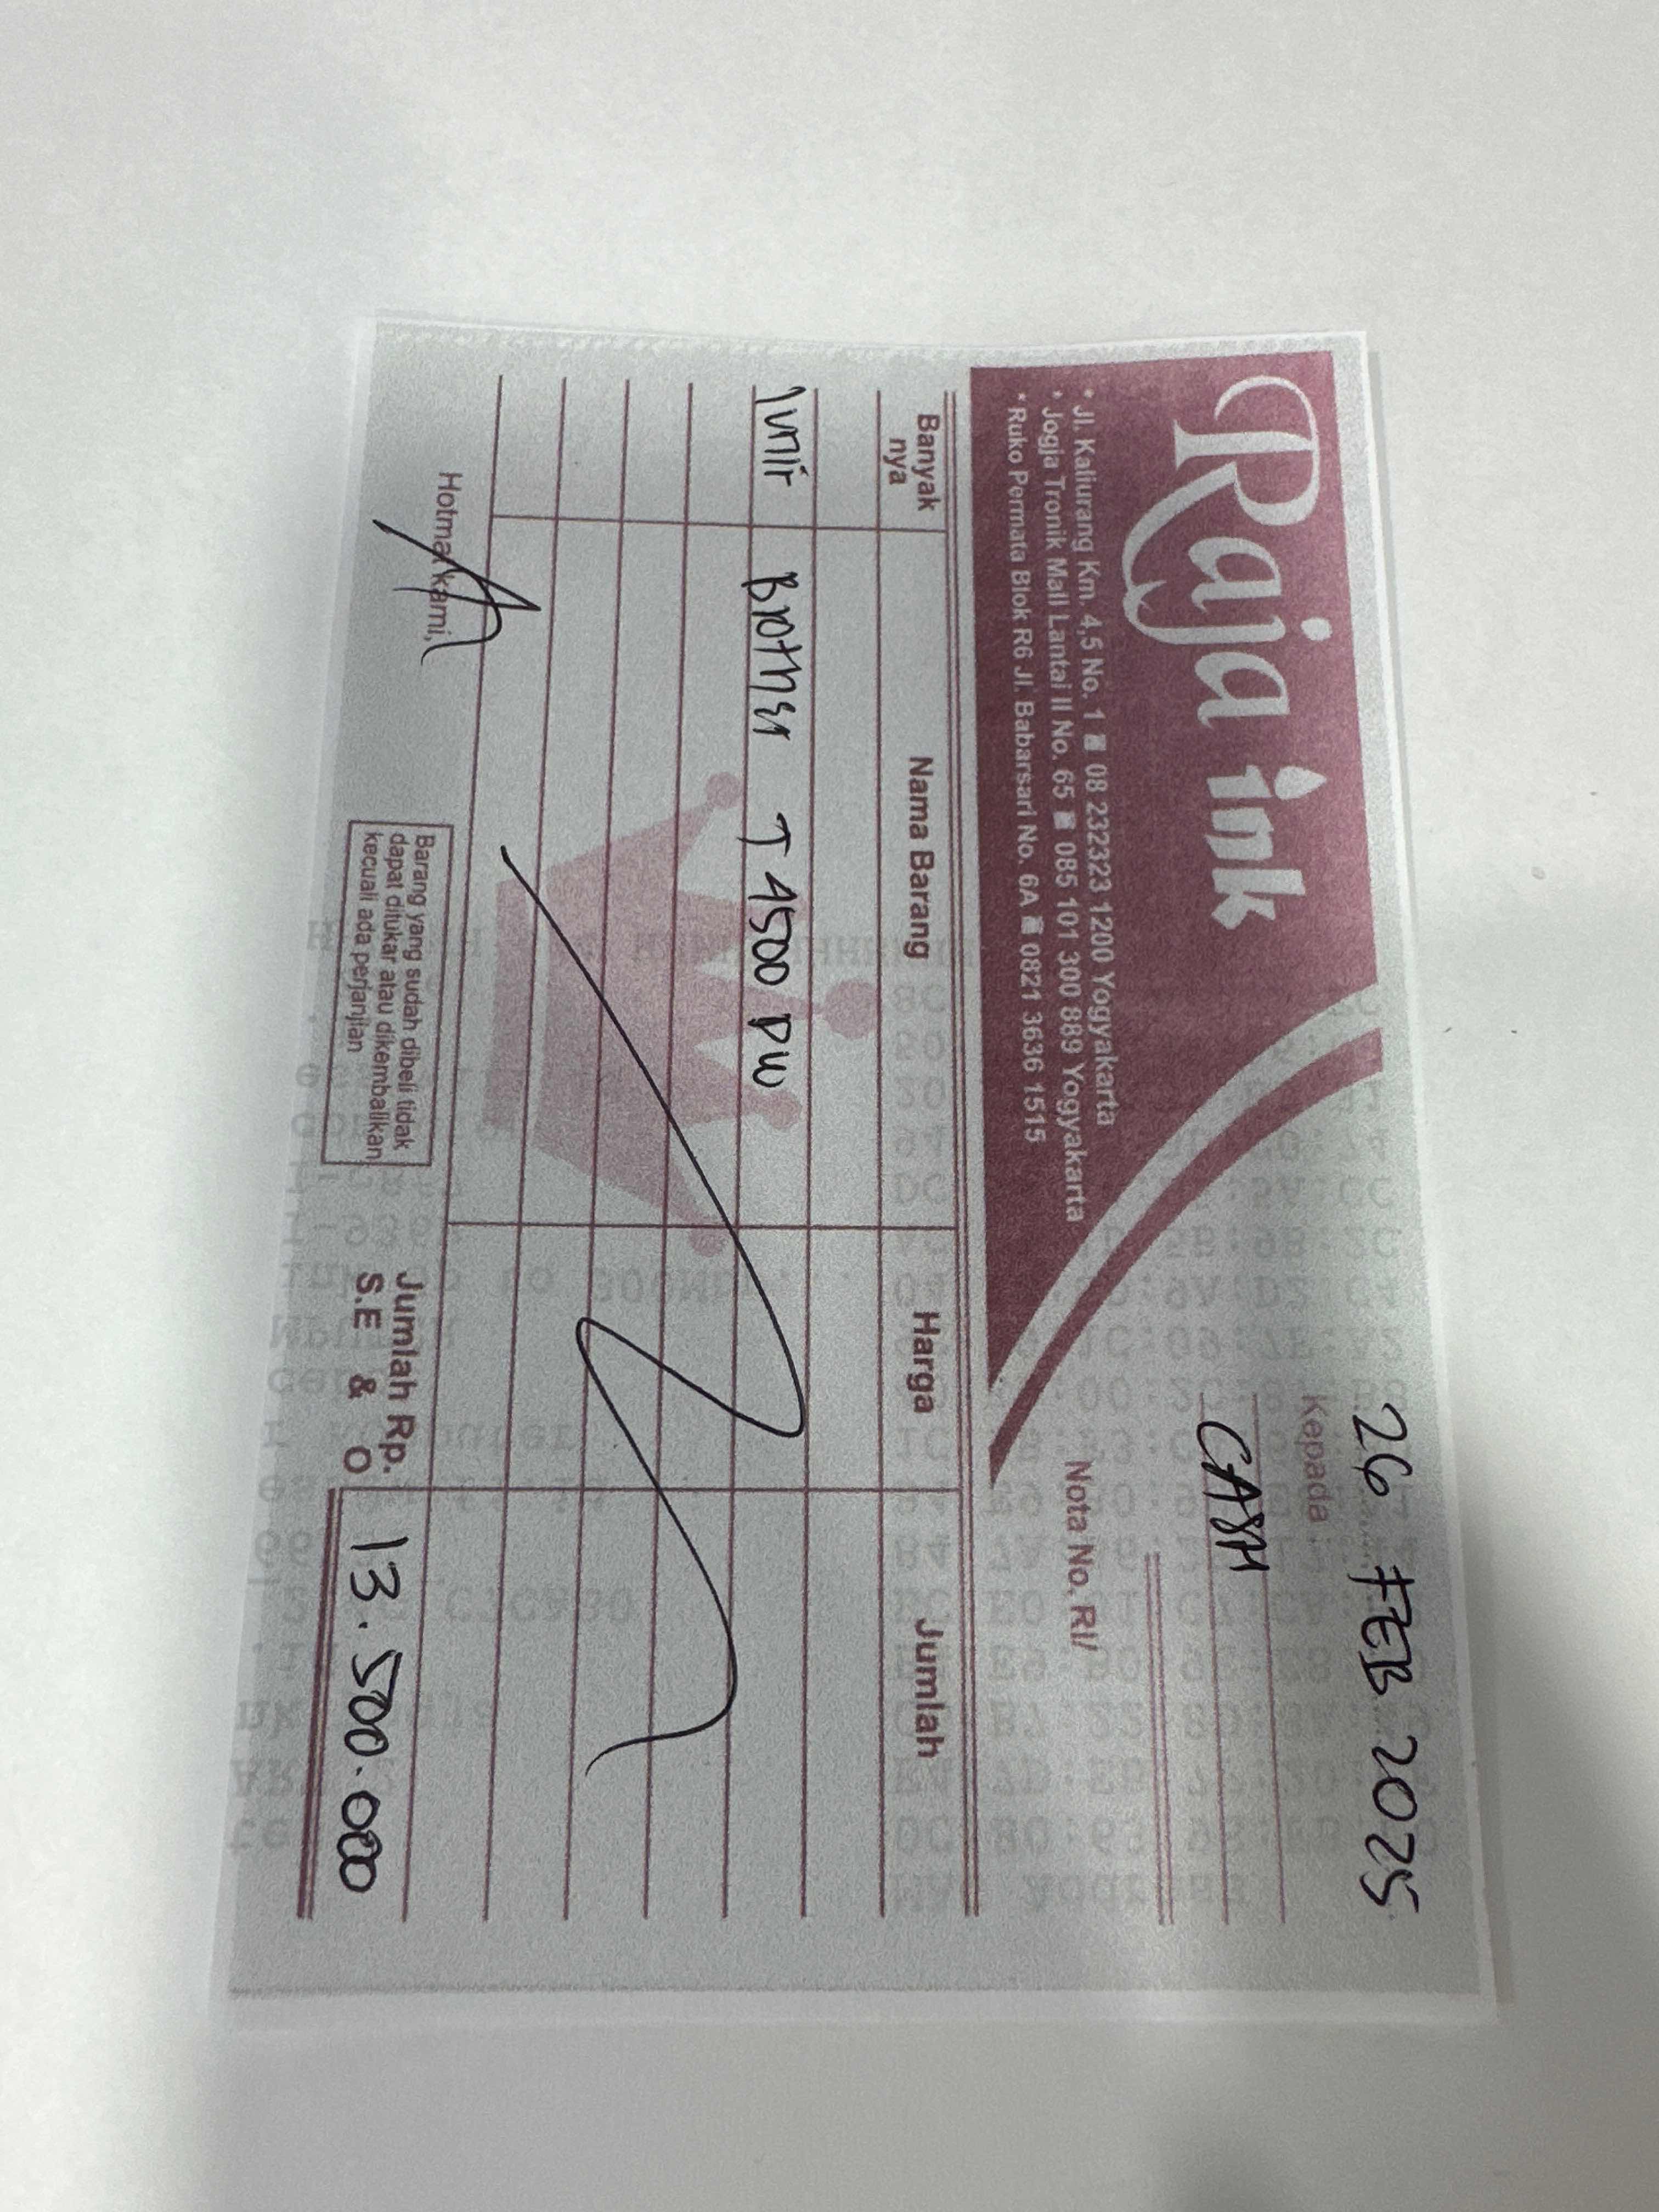 Raja ink
* Jl. Kaliurang Km. 4,5 No. 1 08 232323 1200 Yogyakarta
* Jogja Tronik Mall Lantai II No. 65 085 101 300 889 Yogyakarta
* Ruko Permata Blok R6 Jl. Babarsari No. 6A 0821 3636 1515
26 FEB 2025
Kepada :
CASH
Nota No. RI/
Banyak nya Nama Barang Harga Jumlah
1 unit Brother T 4500 DW
Hormat kami,
Barang yang sudah dibeli tidak
dapat ditukar atau dikembalikan
kecuali ada perjanjian
Jumlah Rp. 13.500.000
S.E & O